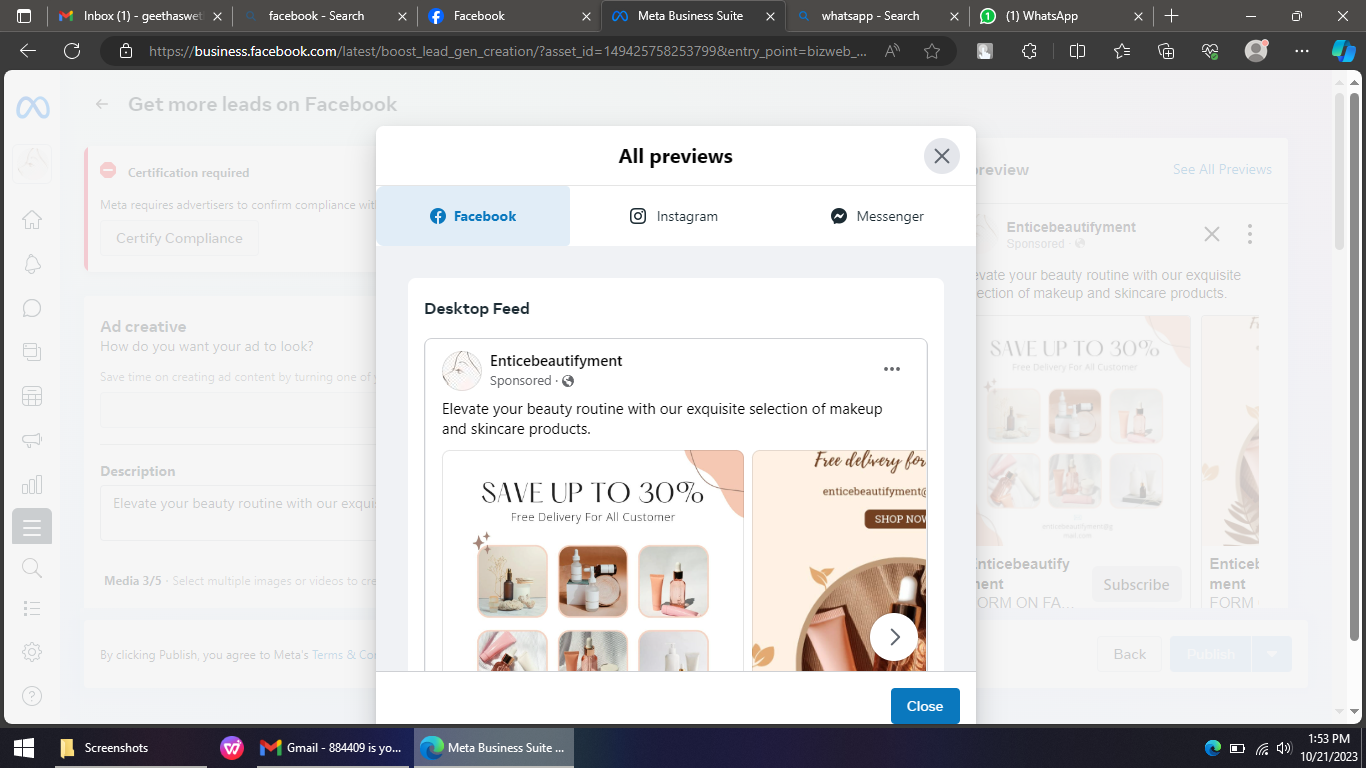 Inbox (1) - geethaswet
facebook - Search
Facebook
Meta Business Suite
whatsapp - Search
(1) WhatsApp
https://business.facebook.com/latest/boost_lead_gen_creation/?asset_id=149425758253799&entry_point=bizweb_...
Get more leads on Facebook
Certification required
Meta requires advertisers to confirm compliance wit
Certify Compliance
Ad creative
How do you want your ad to look?
Save time on creating ad content by turning one of y
Description
Elevate your beauty routine with our exquis
Media 3/5 · Select multiple images or videos to cre
By clicking Publish, you agree to Meta's Terms & Co
All previews
Facebook
Instagram
Messenger
Desktop Feed
Enticebeautifyment
Sponsored ·
Elevate your beauty routine with our exquisite selection of makeup
and skincare products.
SAVE UP TO 30%
Free Delivery For All Customer
Free delivery for
enticebeautifyment@
SHOP NOW
Close
preview
See All Previews
Enticebeautifyment
Sponsored ·
evate your beauty routine with our exquisite
ection of makeup and skincare products.
SAVE UP TO 30%
Free Delivery For All Customer
enticebeautifyment@g
mail.com
nticebeautify
ment
ORM ON FA...
Subscribe
Enticeb
ment
FORM
Back
Publish
Screenshots
Gmail - 884409 is yo...
Meta Business Suite ...
1:53 PM
10/21/2023